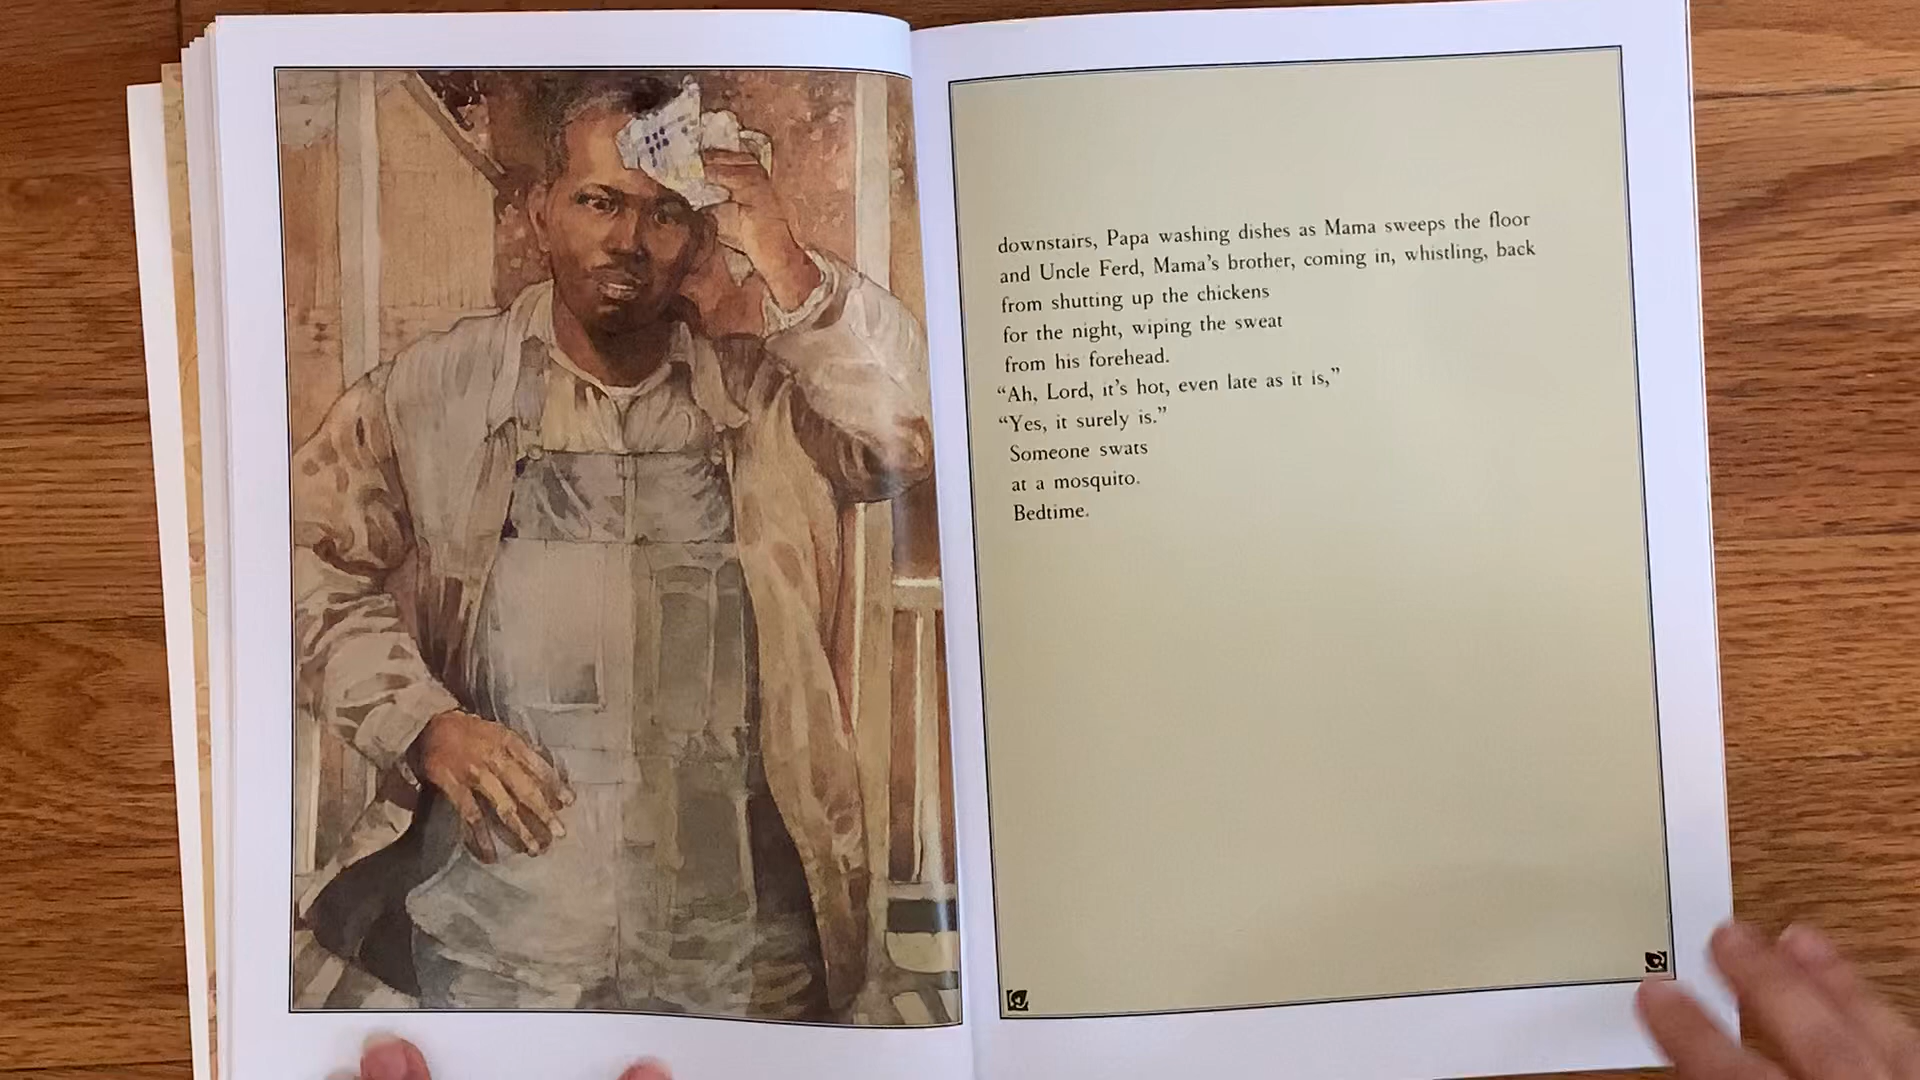 downstairs, Papa washing dishes as Mama sweeps the floor
and Uncle Ferd, Mama's brother, coming in, whistling, back
from shutting up the chickens
for the night, wiping the sweat
from his forehead.
“Ah, Lord, it's hot, even late as it is,”
“Yes, it surely is.”
Someone swats
at a mosquito.
Bedtime.